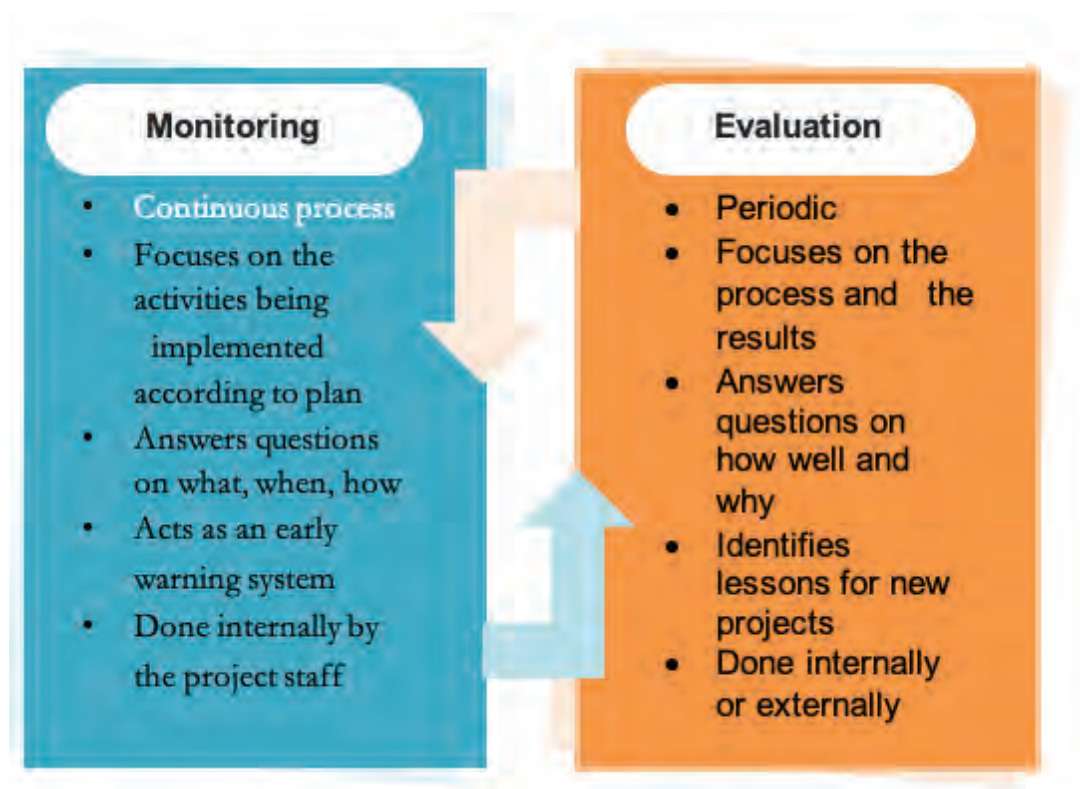 Monitoring
• Continuous process
• Focuses on the
activities being
implemented
according to plan
• Answers questions
on what, when, how
• Acts as an early
warning system
• Done internally by
the project staff
Evaluation
• Periodic
• Focuses on the
process and the
results
• Answers
questions on
how well and
why
• Identifies
lessons for new
projects
• Done internally
or externally